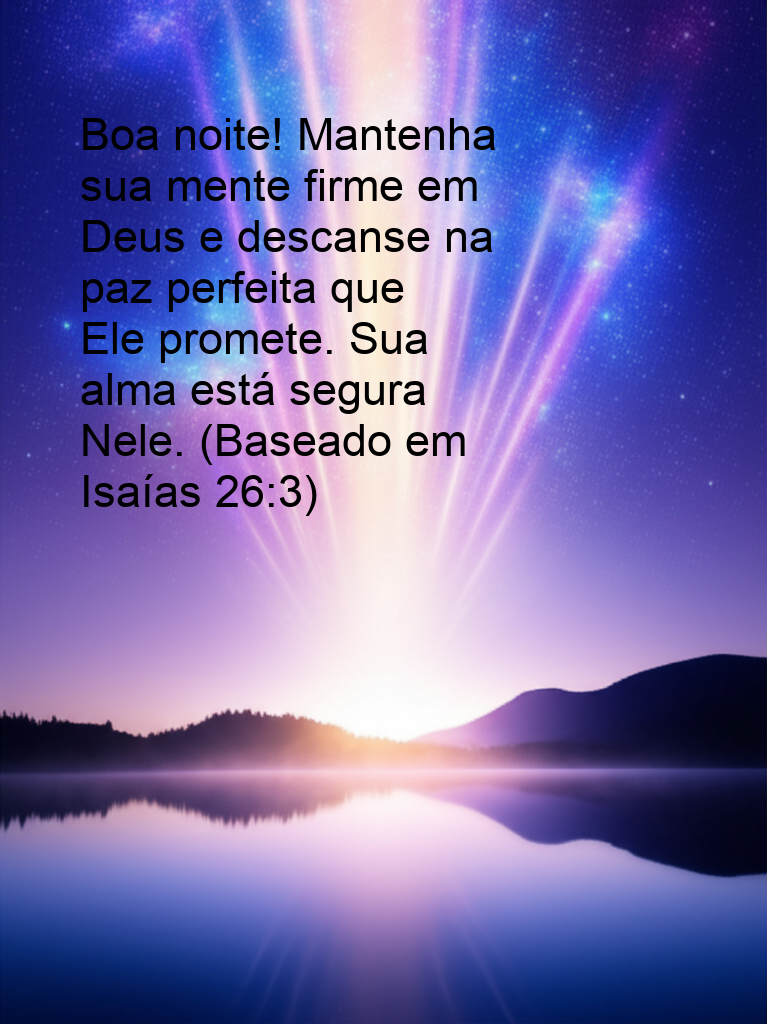 Boa noite! Mantenha
sua mente firme em
Deus e descanse na
paz perfeita que
Ele promete. Sua
alma está segura
Nele. (Baseado em
Isaías 26:3)